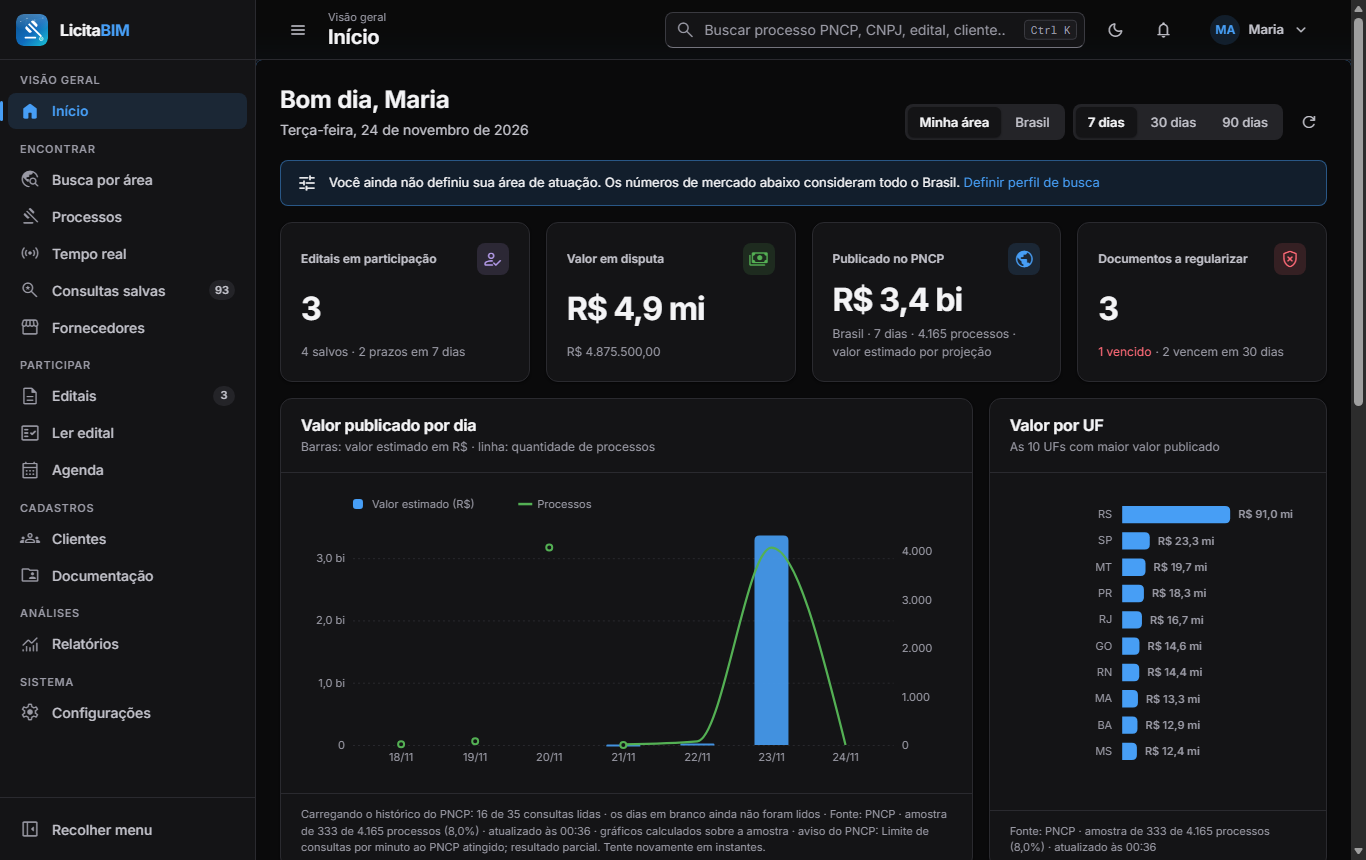 LicitaBIM
VISÃO GERAL
Início
ENCONTRAR
Busca por área
Processos
Tempo real
Consultas salvas 93
Fornecedores
PARTICIPAR
Editais 3
Ler edital
Agenda
CADASTROS
Clientes
Documentação
ANÁLISES
Relatórios
SISTEMA
Configurações
Recolher menu
Visão geral
Início
Buscar processo PNCP, CNPJ, edital, cliente.. Ctrl K
MA Maria
Bom dia, Maria
Terça-feira, 24 de novembro de 2026
Minha área Brasil 7 dias 30 dias 90 dias
Você ainda não definiu sua área de atuação. Os números de mercado abaixo consideram todo o Brasil. Definir perfil de busca
Editais em participação
3
4 salvos · 2 prazos em 7 dias
Valor em disputa
R$ 4,9 mi
R$ 4.875.500,00
Publicado no PNCP
R$ 3,4 bi
Brasil · 7 dias · 4.165 processos ·
valor estimado por projeção
Documentos a regularizar
3
1 vencido · 2 vencem em 30 dias
Valor publicado por dia
Barras: valor estimado em R$ · linha: quantidade de processos
Valor estimado (R$) Processos
3,0 bi
2,0 bi
1,0 bi
0
4.000
3.000
2.000
1.000
0
18/11 19/11 20/11 21/11 22/11 23/11 24/11
Carregando o histórico do PNCP: 16 de 35 consultas lidas · os dias em branco ainda não foram lidos · Fonte: PNCP · amostra
de 333 de 4.165 processos (8,0%) · atualizado às 00:36 · gráficos calculados sobre a amostra · aviso do PNCP: Limite de
consultas por minuto ao PNCP atingido; resultado parcial. Tente novamente em instantes.
Valor por UF
As 10 UFs com maior valor publicado
RS R$ 91,0 mi
SP R$ 23,3 mi
MT R$ 19,7 mi
PR R$ 18,3 mi
RJ R$ 16,7 mi
GO R$ 14,6 mi
RN R$ 14,4 mi
MA R$ 13,3 mi
BA R$ 12,9 mi
MS R$ 12,4 mi
Fonte: PNCP · amostra de 333 de 4.165 processos
(8,0%) · atualizado às 00:36